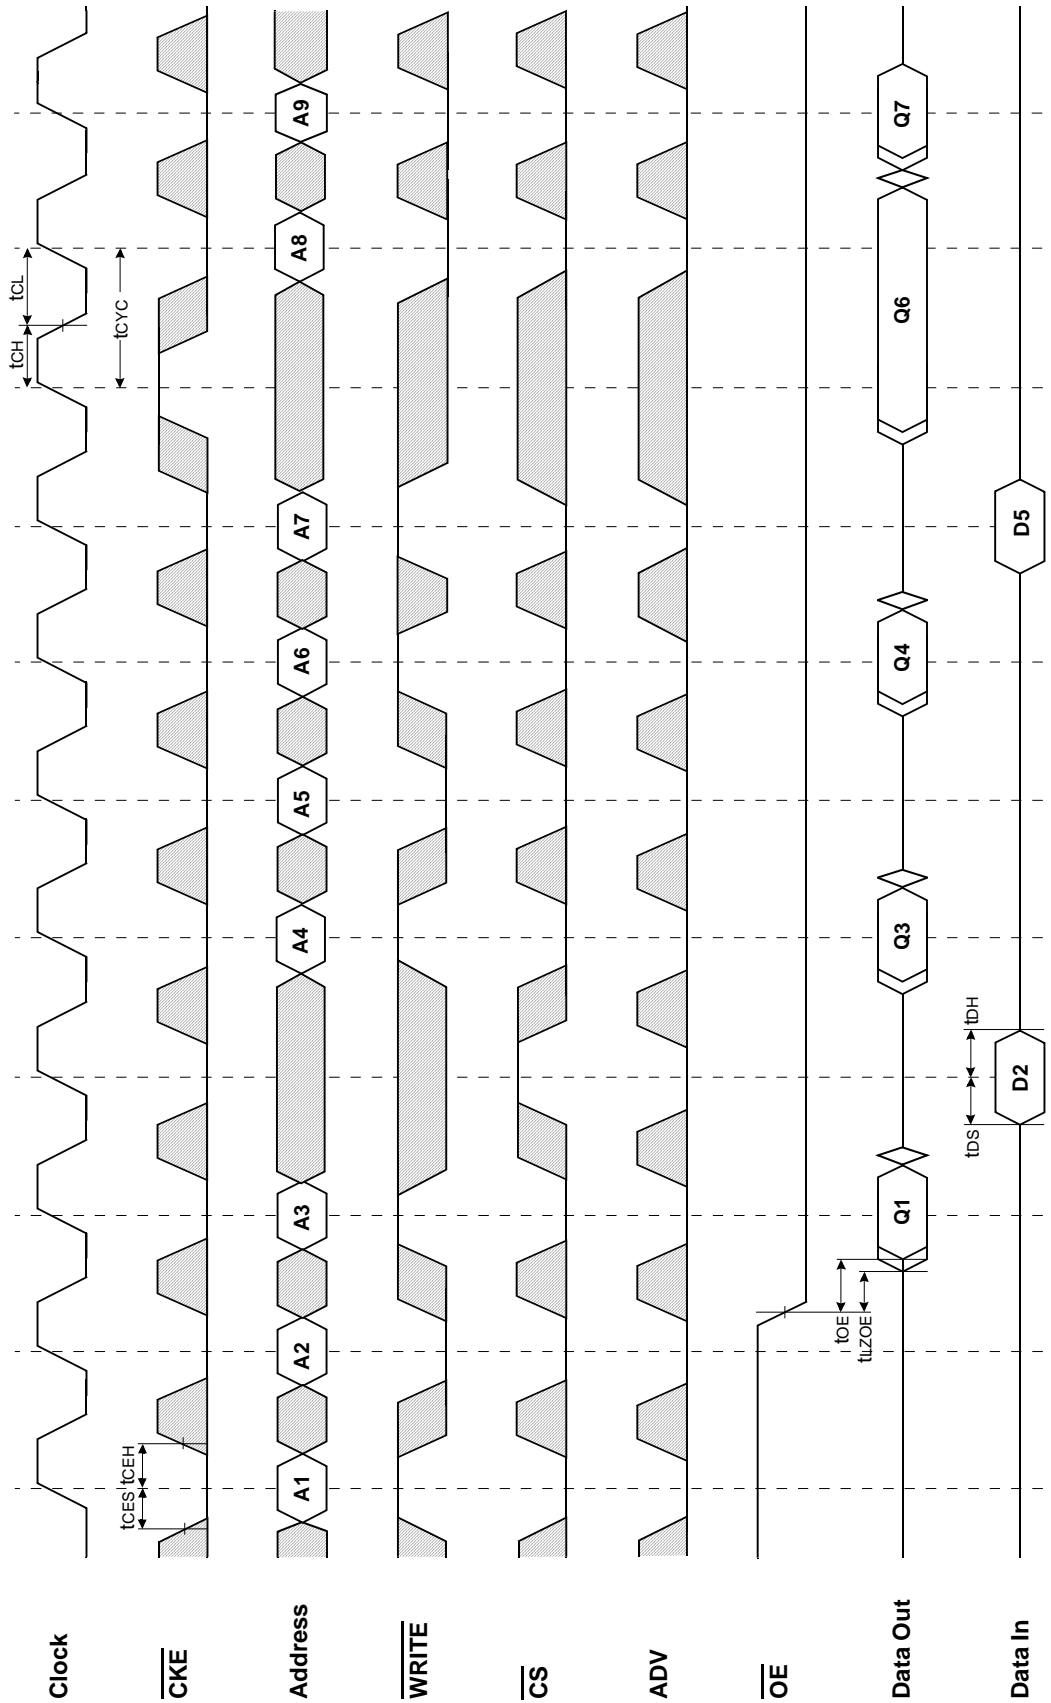 Clock
tCH
tCL
tCES
tCEH
tCYC
CKE
Address
A1
A2
A3
A4
A5
A6
A7
A8
A9
WRITE
CS
ADV
OE
tOE
tLZOE
Data Out
Q1
Q3
Q4
Q6
Q7
tDS
tDH
Data In
D2
D5